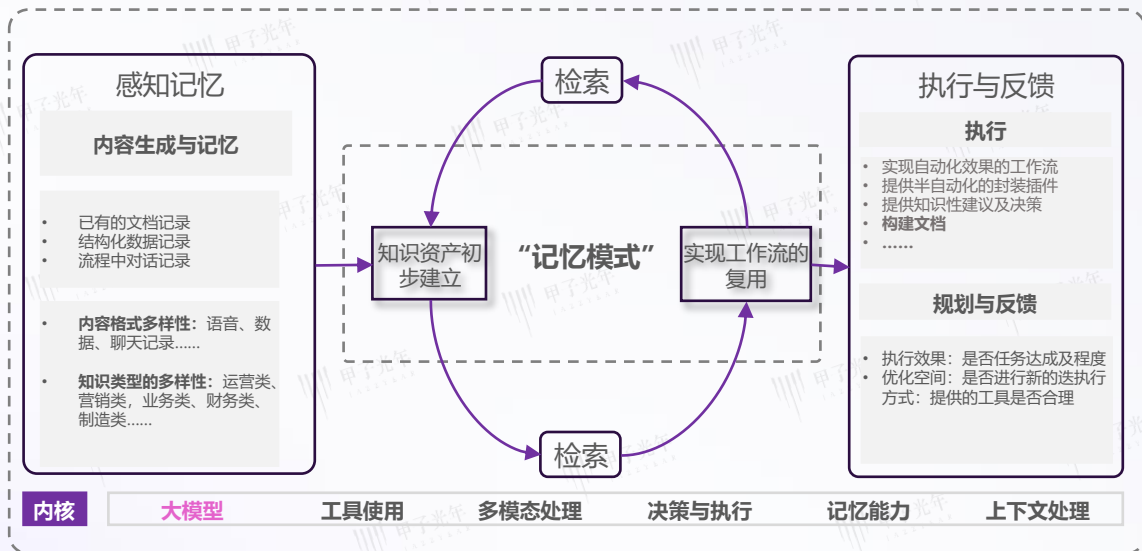 感知记忆
内容生成与记忆
• 已有的文档记录
• 结构化数据记录
• 流程中对话记录
• 内容格式多样性：语音、数
据、聊天记录……
• 知识类型的多样性：运营类、
营销类，业务类、财务类、
制造类……
检索
知识资产初
步建立
“记忆模式”
实现工作流的
复用
检索
执行与反馈
执行
• 实现自动化效果的工作流
• 提供半自动化的封装插件
• 提供知识性建议及决策
• 构建文档
• ……
规划与反馈
• 执行效果：是否任务达成及程度
• 优化空间：是否进行新的迭执行
方式：提供的工具是否合理
内核
大模型
工具使用
多模态处理
决策与执行
记忆能力
上下文处理
甲子光年